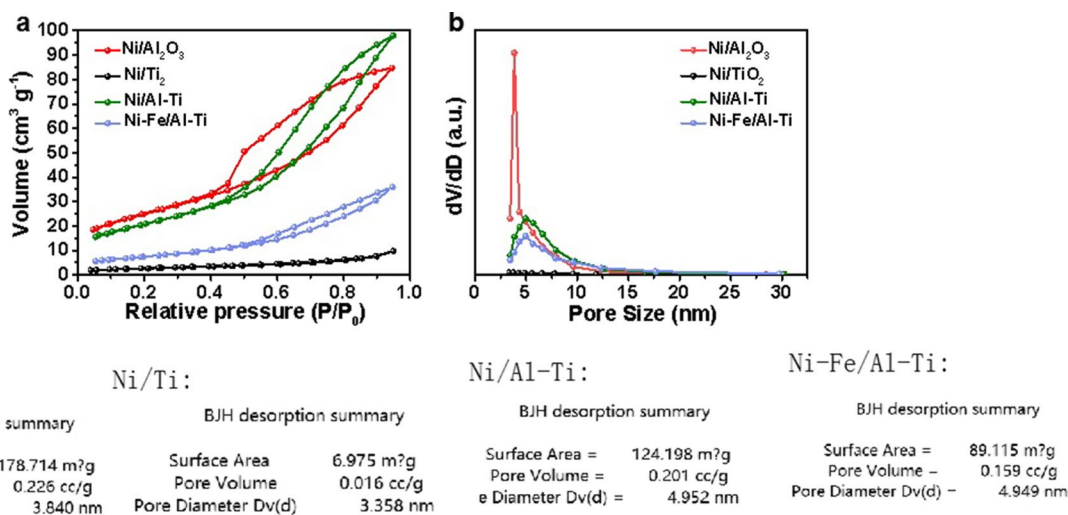 a
Volume (cm³ g⁻¹)
100
90
80
70
60
50
40
30
20
10
0
Ni/Al₂O₃
Ni/Ti₂
Ni/Al-Ti
Ni-Fe/Al-Ti
0.0 0.2 0.4 0.6 0.8 1.0
Relative pressure (P/P₀)
b
dV/dD (a.u.)
Ni/Al₂O₃
Ni/TiO₂
Ni/Al-Ti
Ni-Fe/Al-Ti
0 5 10 15 20 25 30
Pore Size (nm)
summary
178.714 m?g
0.226 cc/g
3.840 nm
Ni/Ti:
BJH desorption summary
Surface Area 6.975 m?g
Pore Volume 0.016 cc/g
Pore Diameter Dv(d) 3.358 nm
Ni/Al-Ti:
BJH desorption summary
Surface Area = 124.198 m?g
Pore Volume = 0.201 cc/g
e Diameter Dv(d) = 4.952 nm
Ni-Fe/Al-Ti:
BJH desorption summary
Surface Area = 89.115 m?g
Pore Volume – 0.159 cc/g
Pore Diameter Dv(d) – 4.949 nm